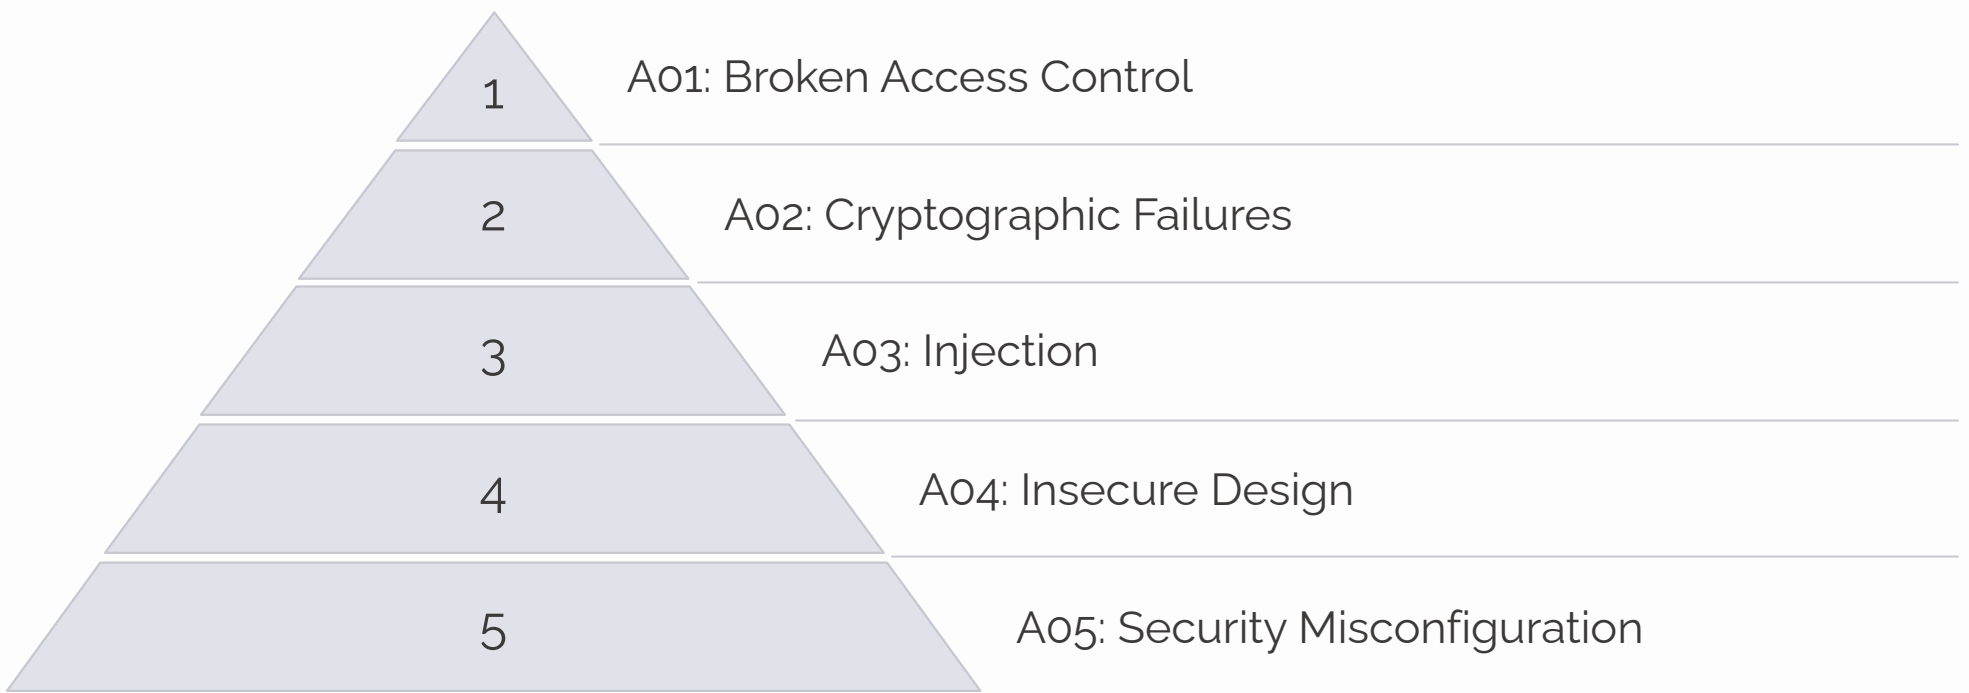 1
A01: Broken Access Control
2
A02: Cryptographic Failures
3
A03: Injection
4
A04: Insecure Design
5
A05: Security Misconfiguration